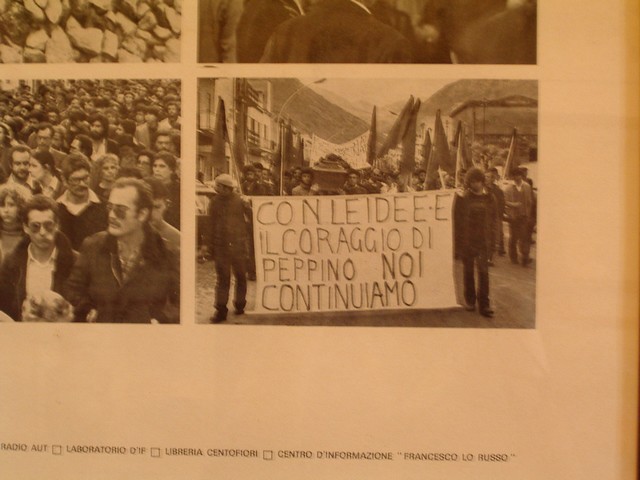 CON LE IDEE E
IL CORAGGIO DI
PEPPINO NOI
CONTINUIAMO
RADIO AUT □ LABORATORIO D'IF □ LIBRERIA CENTOFIORI □ CENTRO D'INFORMAZIONE "FRANCESCO LO RUSSO"